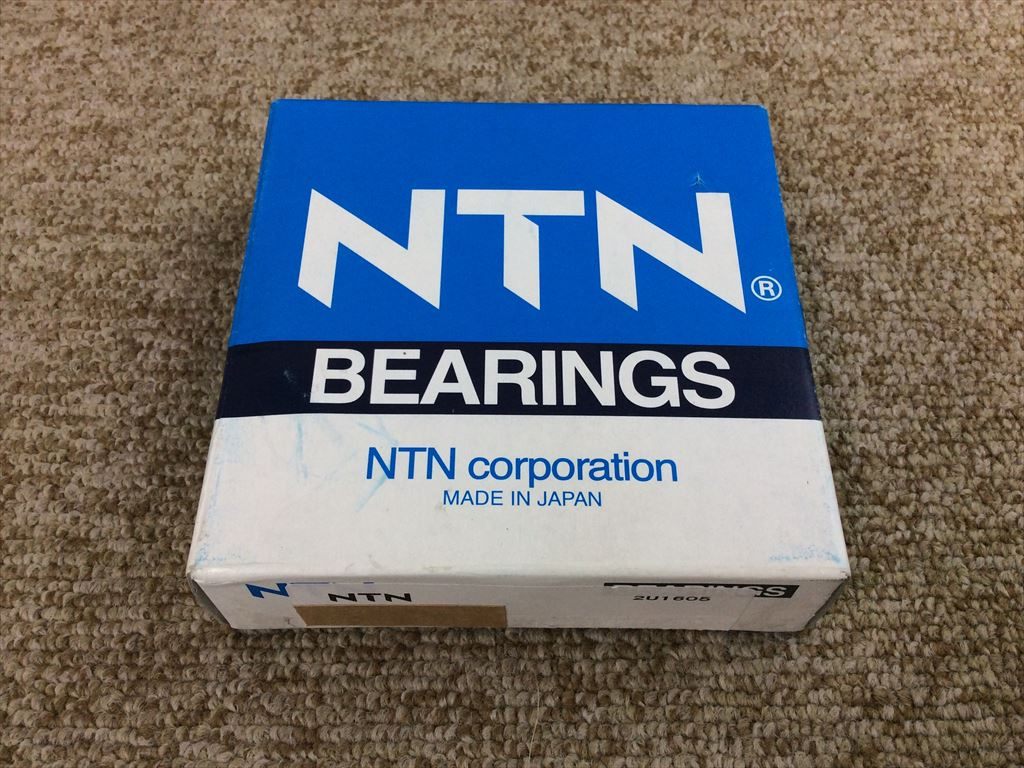 NTN®
BEARINGS
NTN corporation
MADE IN JAPAN
NTN
2U1605